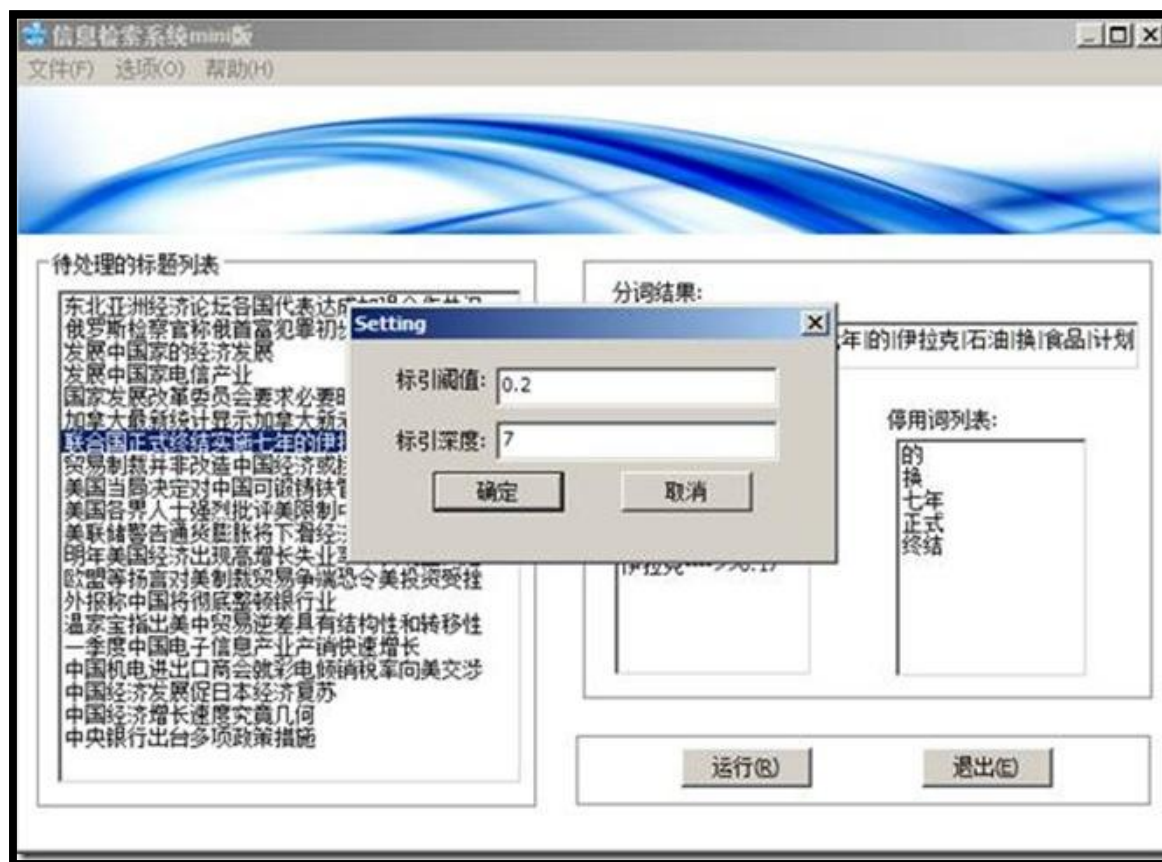 信息检索系统mini版
文件(F) 选项(O) 帮助(H)
待处理的标题列表
东北亚洲经济论坛各国代表达成加强合作共识
俄罗斯检察官称俄首富犯罪初步
发展中国家的经济发展
发展中国家电信产业
国家发展改革委员会要求必要时
加拿大最新统计显示加拿大新
联合国正式终结实施七年的伊拉
贸易制裁并非改造中国经济或
美国当局决定对中国可锻铸铁管
美国各界人士强烈批评美限制中
美联储警告通货膨胀将下滑经济
明年美国经济出现高增长失业率
欧盟等扬言对美制裁贸易争端恐令美投资受挫
外报称中国将彻底整顿银行业
温家宝指出美中贸易逆差具有结构性和转移性
一季度中国电子信息产业产销快速增长
中国机电进出口商会就彩电倾销税率向美交涉
中国经济发展促日本经济复苏
中国经济增长速度究竟几何
中央银行出台多项政策措施
分词结果:
年|的|伊拉克|石油|换|食品|计划
Setting
标引阈值: 0.2
标引深度: 7
确定 取消
伊拉克---->0.17
停用词列表:
的
换
七年
正式
终结
运行(R) 退出(E)